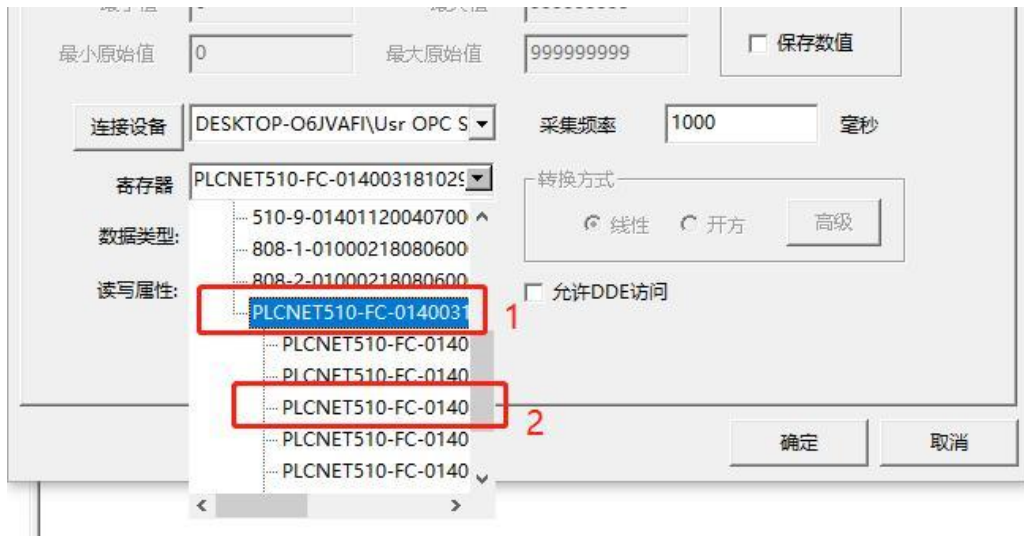 最小原始值 0 最大原始值 999999999 保存数值
连接设备 DESKTOP-O6JVAFI\Usr OPC S 采集频率 1000 毫秒
寄存器 PLCNET510-FC-01400318102 转换方式
510-9-01401120040700
数据类型: 线性 开方 高级
808-1-01000218080600
808-2-01000218080600
读写属性: 允许DDE访问
PLCNET510-FC-0140031 1
PLCNET510-FC-0140
PLCNET510-FC-0140
PLCNET510-FC-0140 2
PLCNET510-FC-0140
确定 取消
PLCNET510-FC-0140